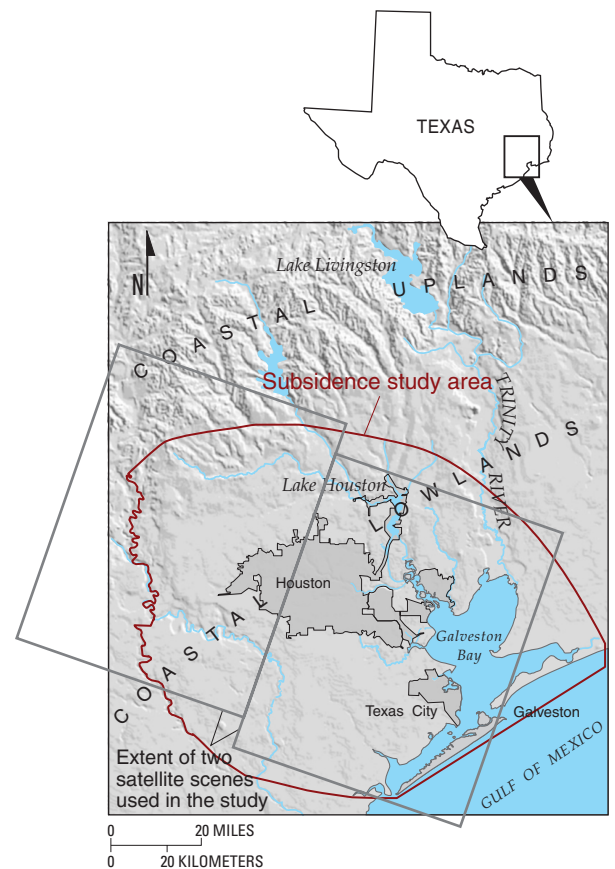 TEXAS
N
Lake Livingston
COASTAL UPLANDS
Subsidence study area
TRINITY RIVER
Lake Houston
COASTAL LOWLANDS
Houston
Galveston
Bay
Texas City
Galveston
GULF OF MEXICO
Extent of two
satellite scenes
used in the study
0 20 MILES
0 20 KILOMETERS